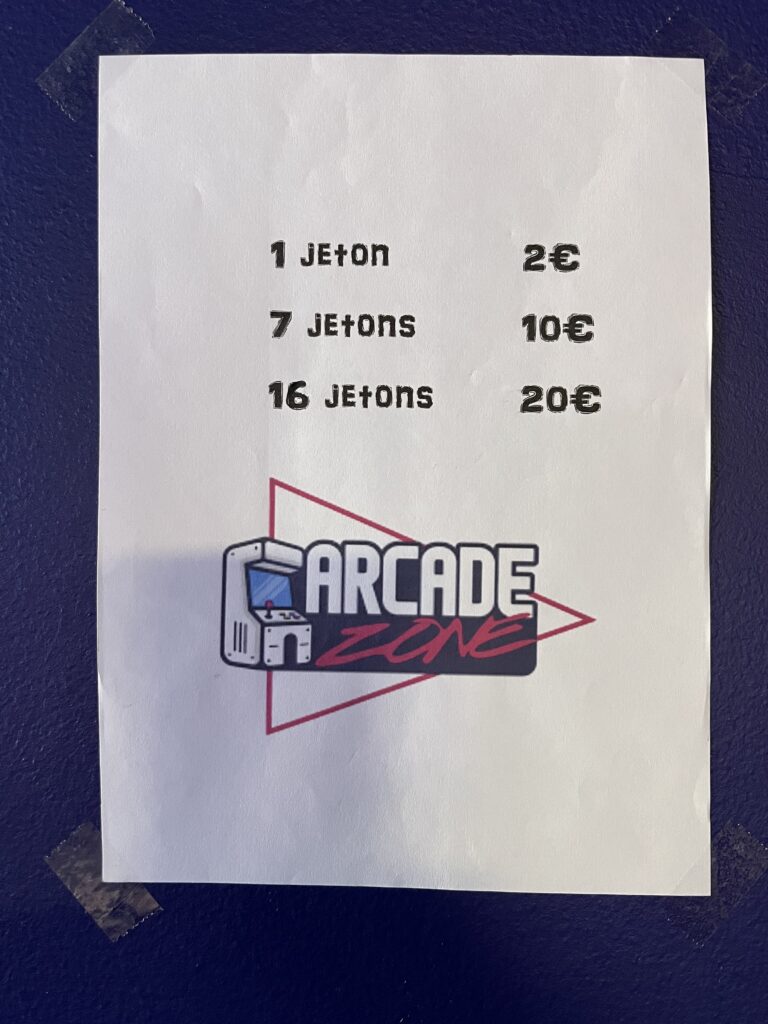 1 Jeton 2€
7 Jetons 10€
16 Jetons 20€
ARCADE
ZONE